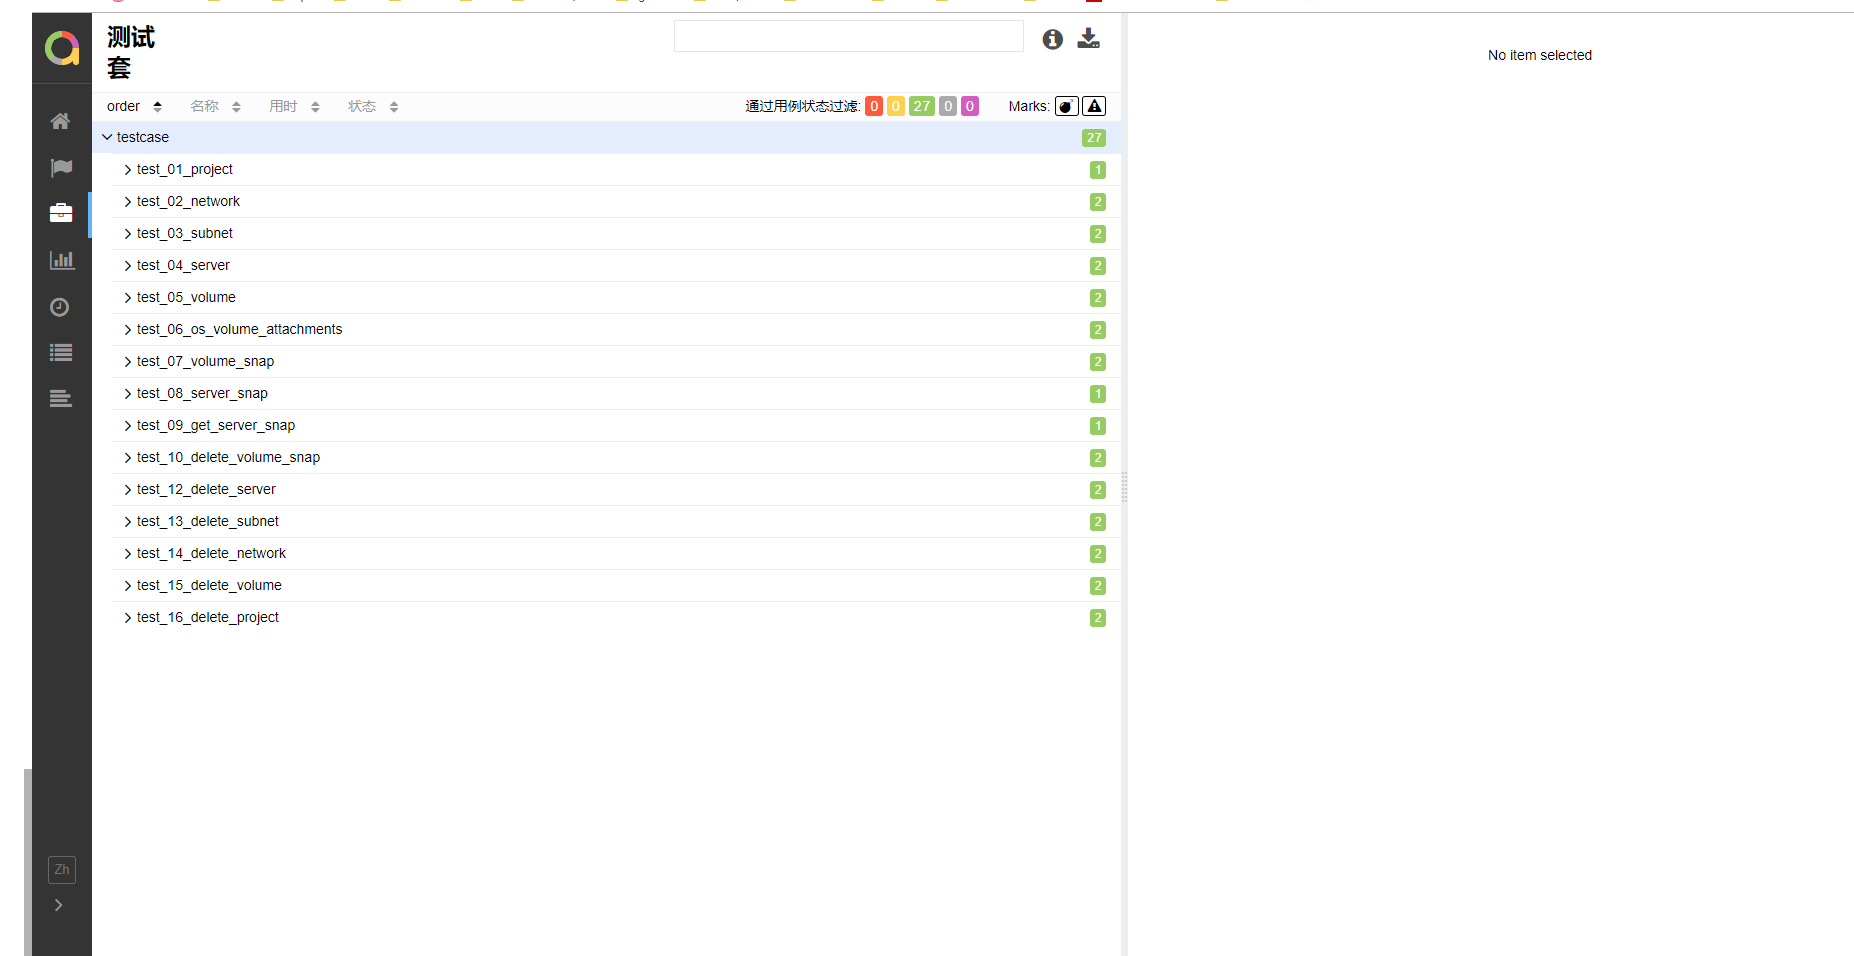 测试
套
order 名称 用时 状态 通过用例状态过滤: 0 0 27 0 0 Marks:
testcase 27
test_01_project 1
test_02_network 2
test_03_subnet 2
test_04_server 2
test_05_volume 2
test_06_os_volume_attachments 2
test_07_volume_snap 2
test_08_server_snap 1
test_09_get_server_snap 1
test_10_delete_volume_snap 2
test_12_delete_server 2
test_13_delete_subnet 2
test_14_delete_network 2
test_15_delete_volume 2
test_16_delete_project 2
Zh
No item selected